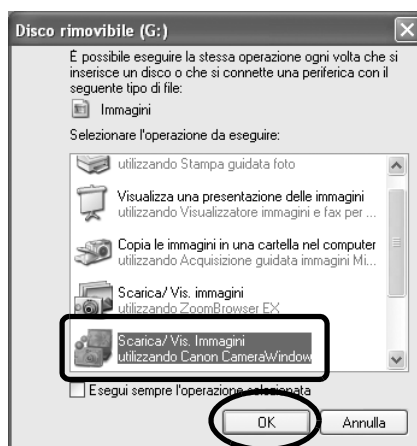 Disco rimovibile (G:)
È possibile eseguire la stessa operazione ogni volta che si
inserisce un disco o che si connette una periferica con il
seguente tipo di file:
Immagini
Selezionare l'operazione da eseguire:
utilizzando Stampa guidata foto
Visualizza una presentazione delle immagini
utilizzando Visualizzatore immagini e fax per ...
Copia le immagini in una cartella nel computer
utilizzando Acquisizione guidata immagini Mi...
Scarica/ Vis. immagini
utilizzando ZoomBrowser EX
Scarica/ Vis. Immagini
utilizzando Canon CameraWindow
Esegui sempre l'operazione selezionata
OK
Annulla